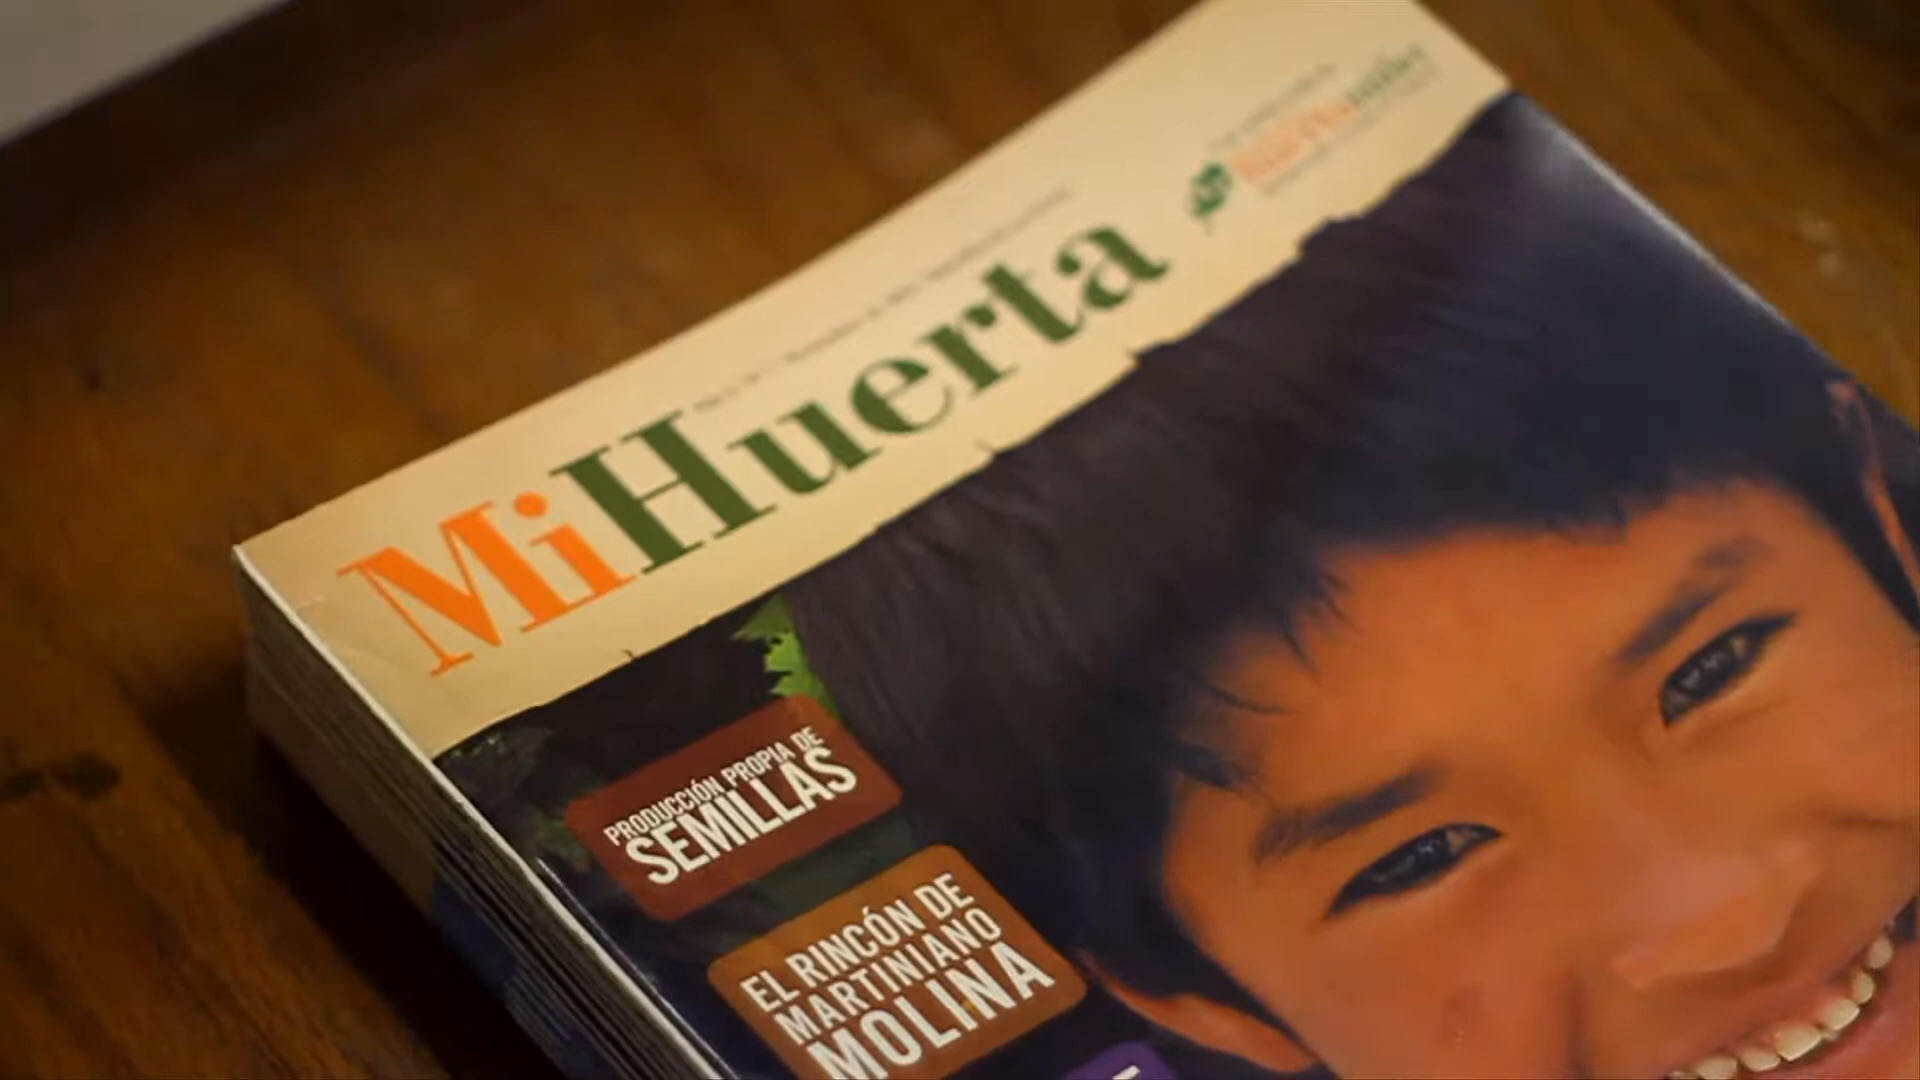 MiHuerta
PRODUCCIÓN PROPIA DE
SEMILLAS
EL RINCÓN DE
MARTINIANO
MOLINA